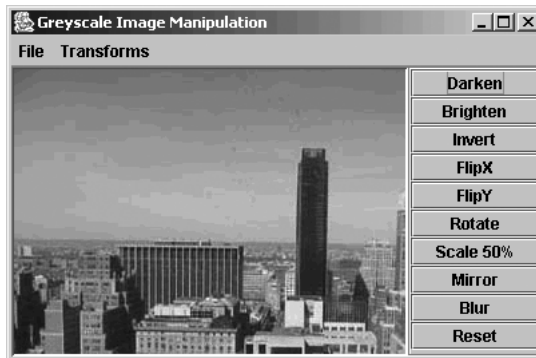 Greyscale Image Manipulation
File Transforms
Darken
Brighten
Invert
FlipX
FlipY
Rotate
Scale 50%
Mirror
Blur
Reset